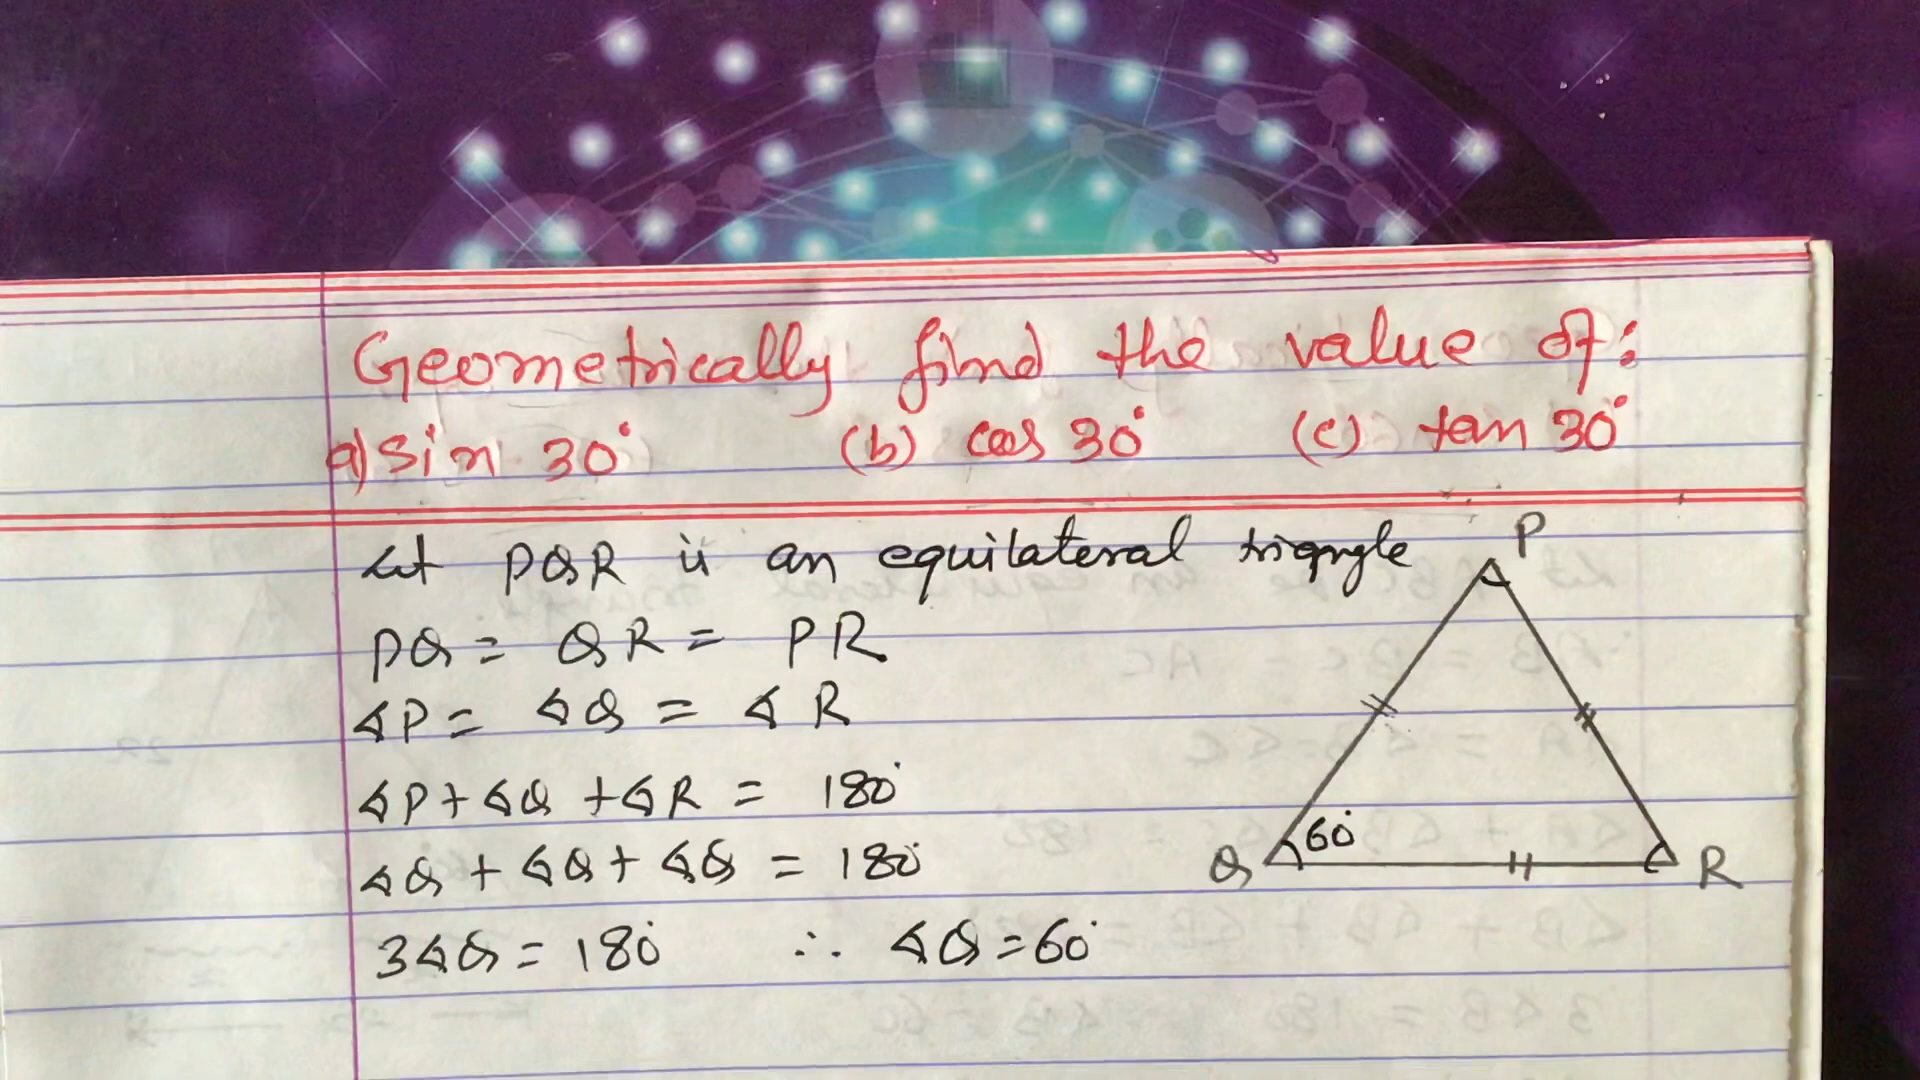 Geometrically find the value of:
a) sin 30° (b) cos 30° (c) tan 30°
Let PQR is an equilateral triangle
PQ = QR = PR
∢P = ∢Q = ∢R
∢P + ∢Q + ∢R = 180°
∢Q + ∢Q + ∢Q = 180°
3∢Q = 180° ∴ ∢Q = 60°
P
60°
Q R